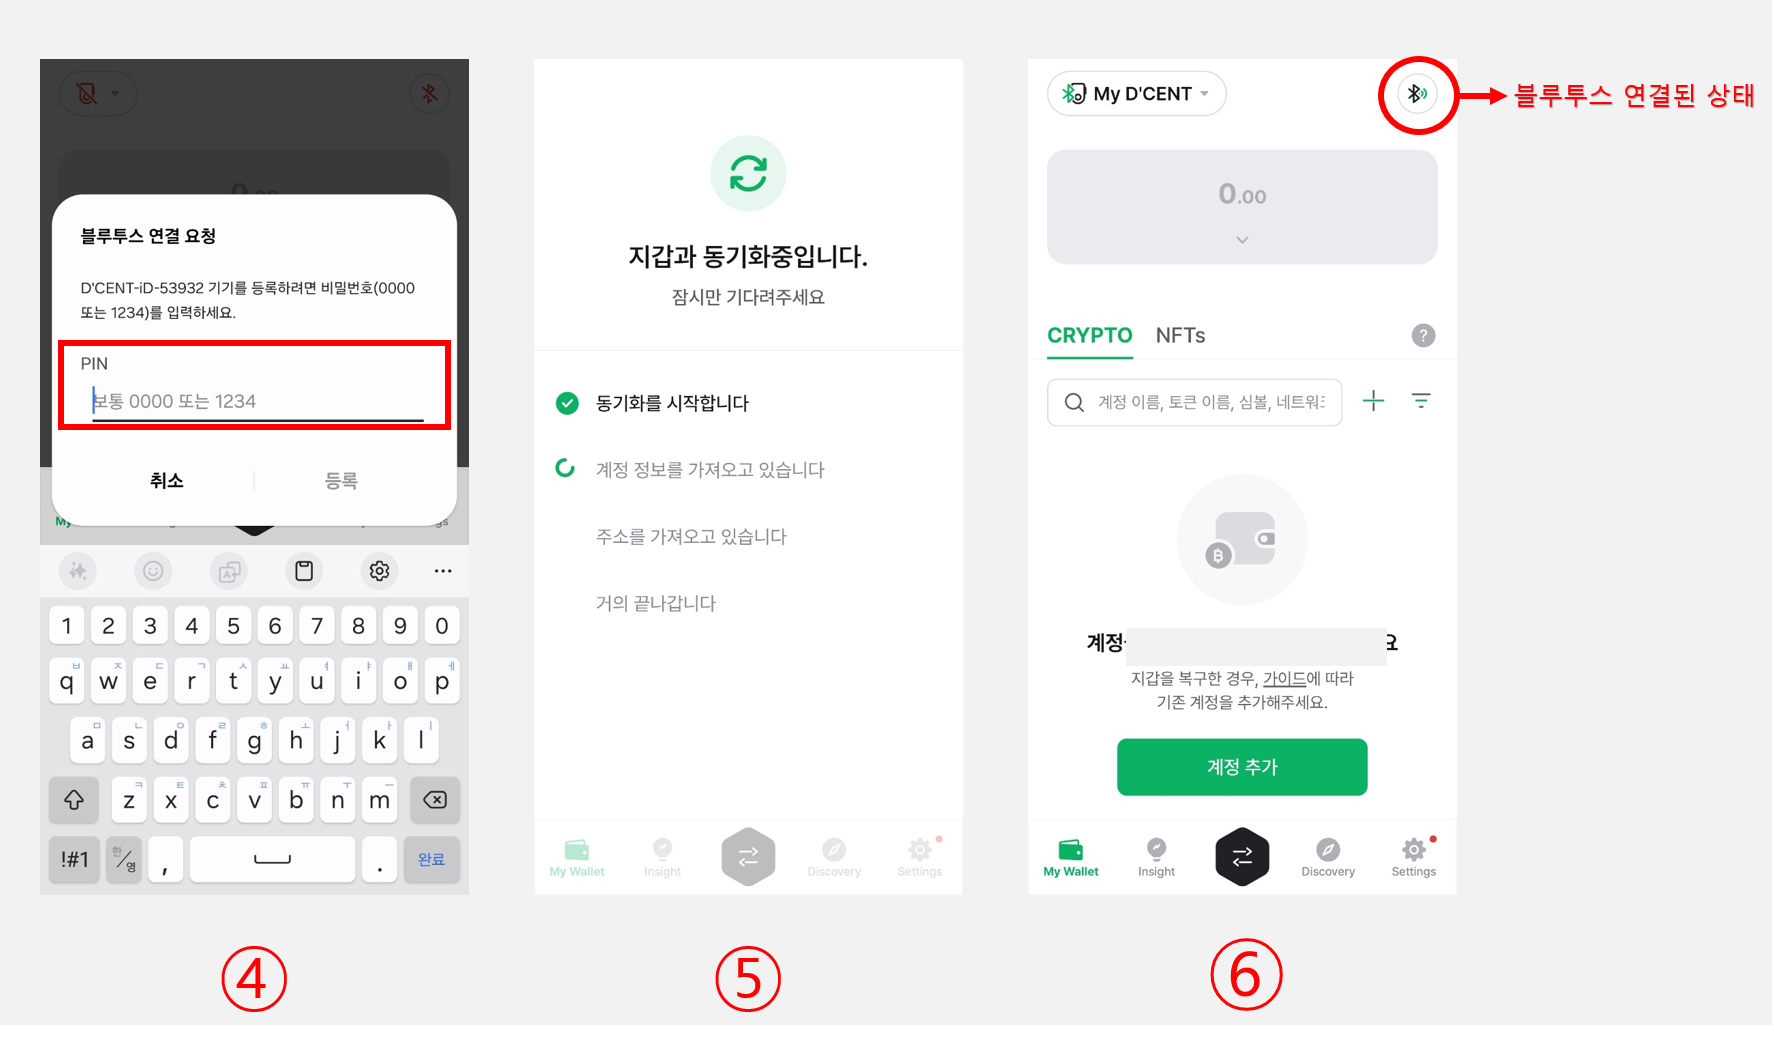 블루투스 연결 요청
D'CENT-iD-53932 기기를 등록하려면 비밀번호(0000
또는 1234)를 입력하세요.
PIN
보통 0000 또는 1234
취소
등록
!#1
한/영
,
.
완료
1 2 3 4 5 6 7 8 9 0
q w e r t y u i o p
ㅂ ㅈ ㄷ ㄱ ㅅ ㅛ ㅕ ㅑ ㅐ ㅔ
a s d f g h j k l
ㅁ ㄴ ㅇ ㄹ ㅎ ㅗ ㅓ ㅏ ㅣ
z x c v b n m
ㅋ ㅌ ㅊ ㅍ ㅠ ㅜ ㅡ
④
지갑과 동기화중입니다.
잠시만 기다려주세요
동기화를 시작합니다
계정 정보를 가져오고 있습니다
주소를 가져오고 있습니다
거의 끝나갑니다
My Wallet
Insight
Discovery
Settings
⑤
My D'CENT
블루투스 연결된 상태
0.00
CRYPTO
NFTs
?
계정 이름, 토큰 이름, 심볼, 네트워
계정
요
지갑을 복구한 경우, 가이드에 따라
기존 계정을 추가해주세요.
계정 추가
My Wallet
Insight
Discovery
Settings
⑥